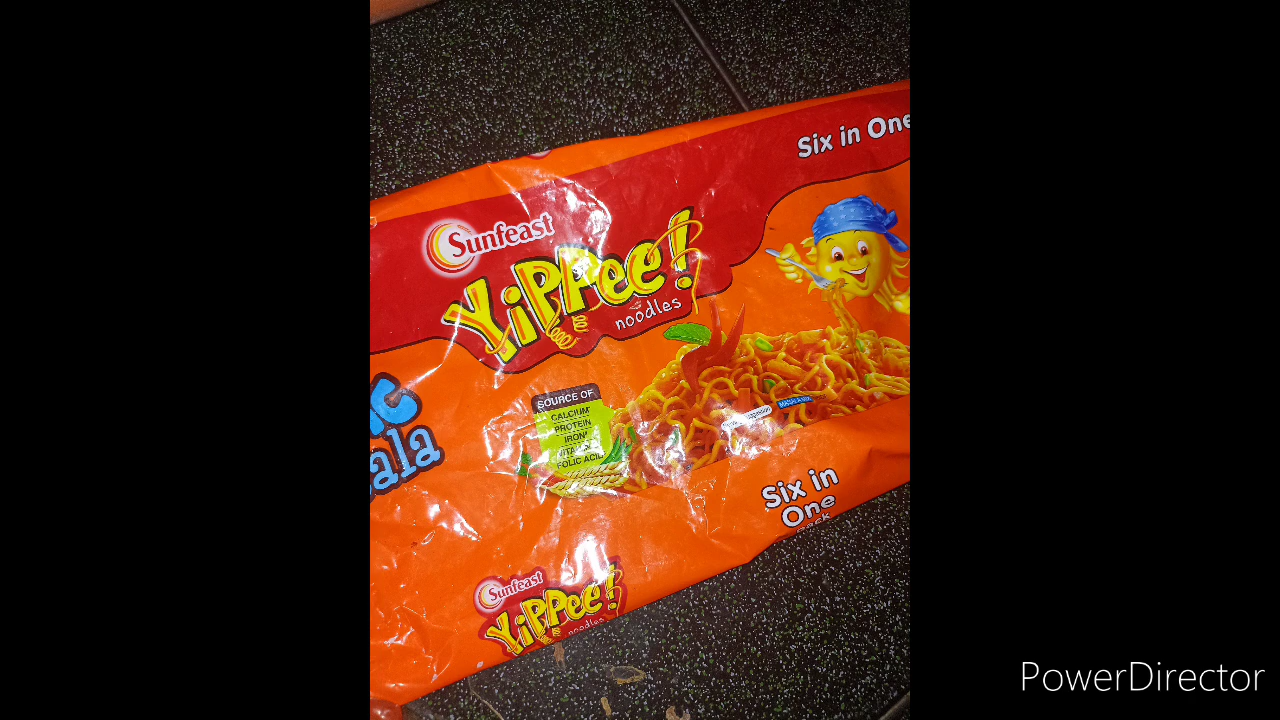 Six in One
Sunfeast
YiPPee!
noodles
SOURCE OF
CALCIUM
PROTEIN
IRON
FOLIC ACID
Six in
One
Sunfeast
YiPPee!
noodles
PowerDirector